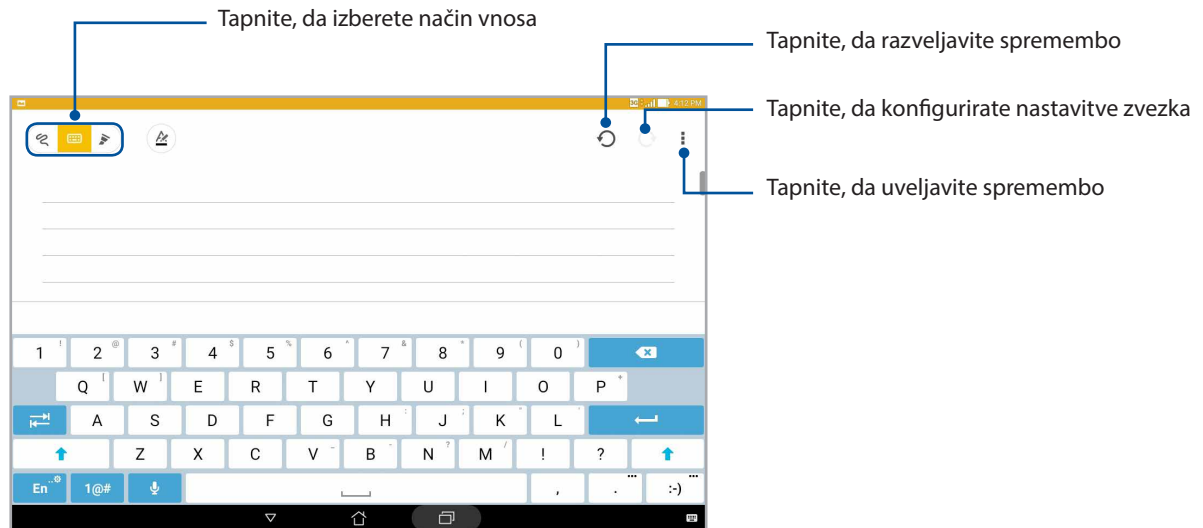 Tapnite, da izberete način vnosa
Tapnite, da razveljavite spremembo
Tapnite, da konfigurirate nastavitve zvezka
Tapnite, da uveljavite spremembo
3G 4:12 PM
1 ! 2 @ 3 # 4 $ 5 % 6 ^ 7 & 8 * 9 ( 0 )
Q [ W ] E R T Y U I O P +
A S D F G H : J ; K " L '
Z X C V - B N ? M / ! ?
En 1@# , . ... :-) ...